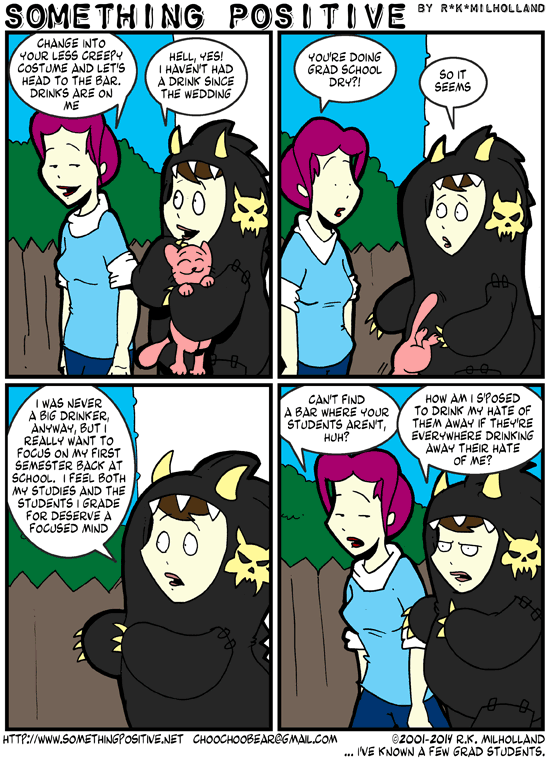 SOMETHING POSITIVE BY R*K*MILHOLLAND
CHANGE INTO
YOUR LESS CREEPY
COSTUME AND LET'S
HEAD TO THE BAR.
DRINKS ARE ON
ME
HELL, YES!
I HAVEN'T HAD
A DRINK SINCE
THE WEDDING
YOU'RE DOING
GRAD SCHOOL
DRY?!
SO IT
SEEMS
I WAS NEVER
A BIG DRINKER,
ANYWAY, BUT I
REALLY WANT TO
FOCUS ON MY FIRST
SEMESTER BACK AT
SCHOOL. I FEEL BOTH
MY STUDIES AND THE
STUDENTS I GRADE
FOR DESERVE A
FOCUSED MIND
CAN'T FIND
A BAR WHERE YOUR
STUDENTS AREN'T,
HUH?
HOW AM I S'POSED
TO DRINK MY HATE OF
THEM AWAY IF THEY'RE
EVERYWHERE DRINKING
AWAY THEIR HATE
OF ME?
HTTP://WWW.SOMETHINGPOSITIVE.NET CHOOCHOOBEAR@GMAIL.COM ©2001-2014 R.K. MILHOLLAND
... I'VE KNOWN A FEW GRAD STUDENTS.